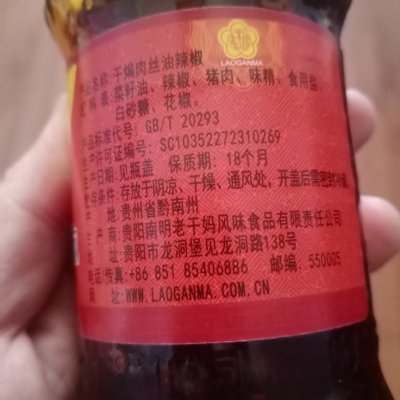 LAOGANMA
品名称:干煸肉丝油辣椒
配料表:菜籽油、辣椒、猪肉、味精、食用盐、
白砂糖、花椒。
产品标准代号:GB/T 20293
生产许可证编号:SC10352272310269
生产日期:见瓶盖 保质期:18个月
贮存条件:存放于阴凉、干燥、通风处,开盖后需密封冷藏。
产地:贵州省黔南州
生产商:贵阳南明老干妈风味食品有限责任公司
地址:贵阳市龙洞堡见龙洞路138号
电话/传真:+86 851 85406886 邮编:550005
网址:WWW.LAOGANMA.COM.CN